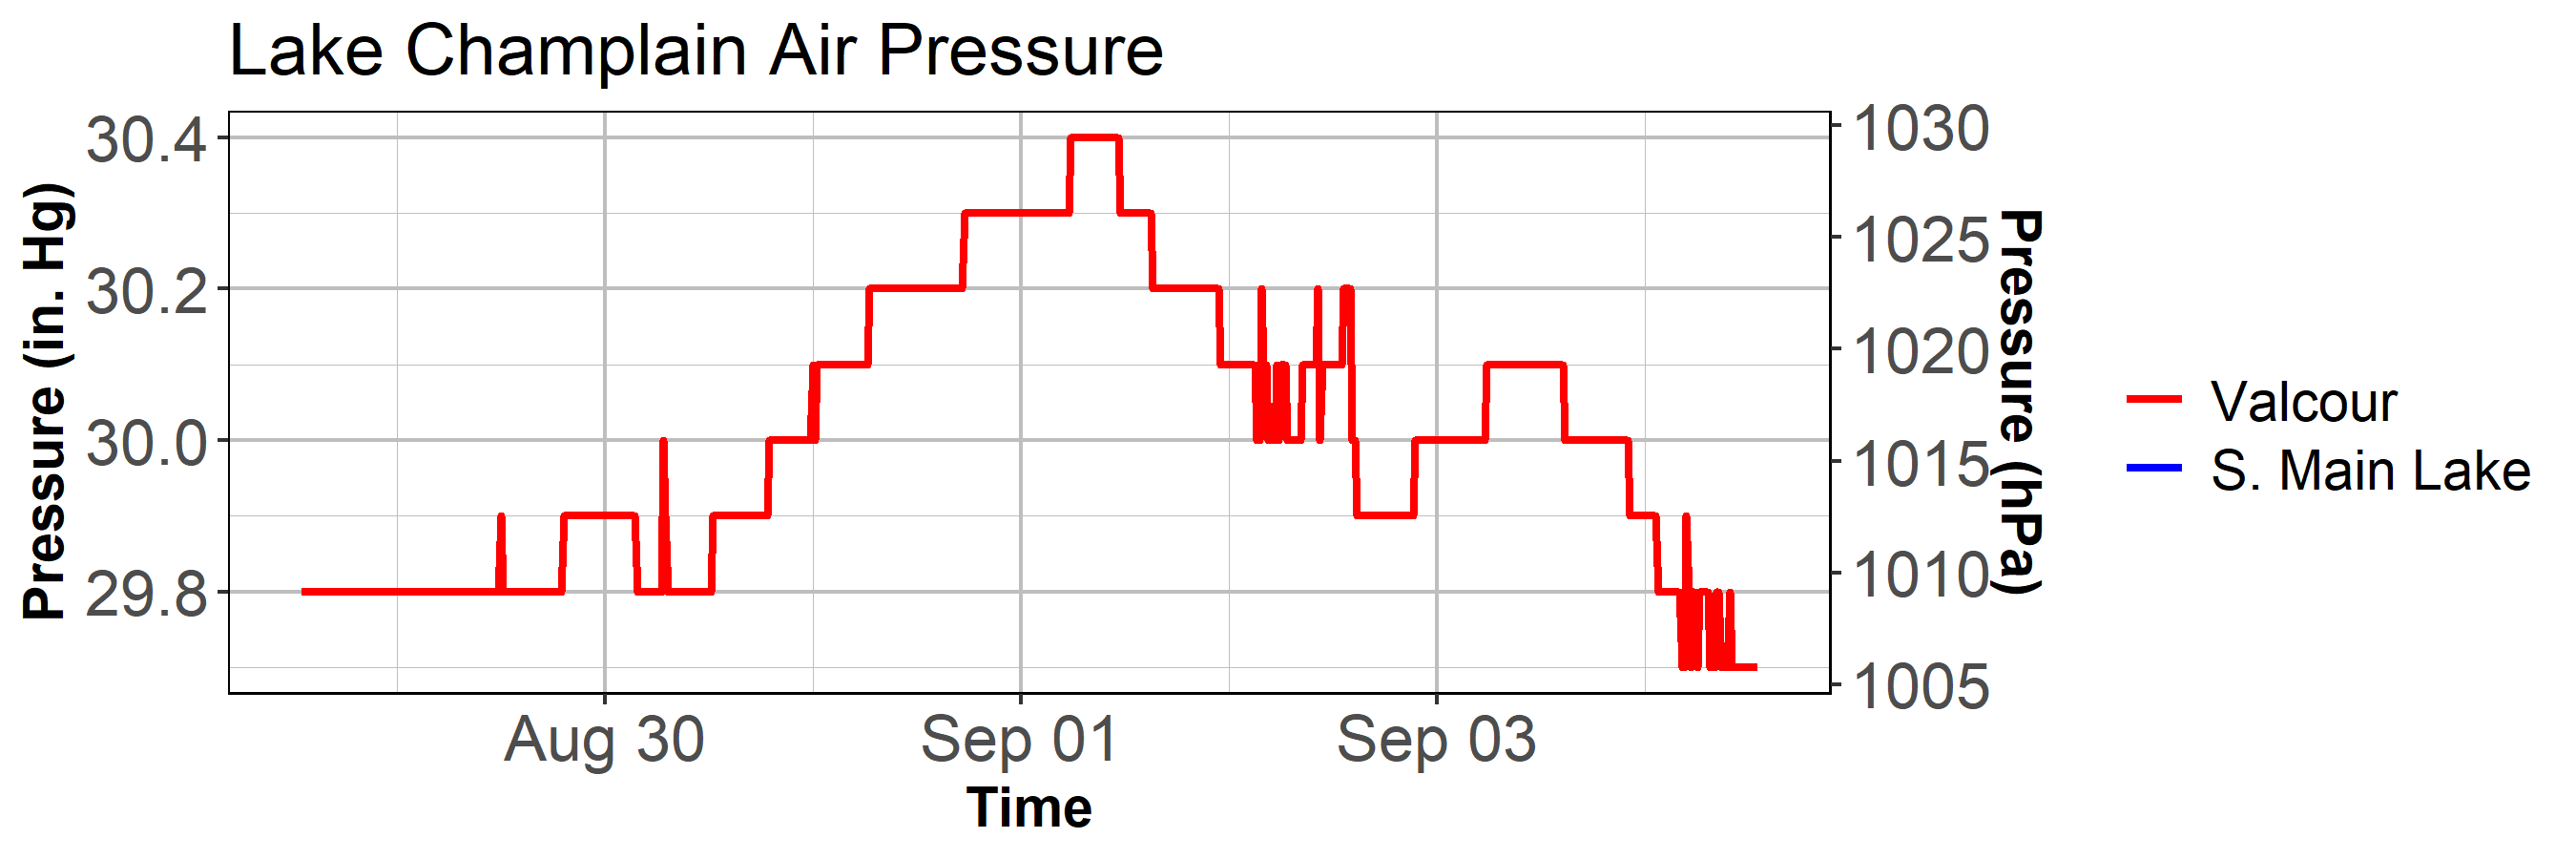 Lake Champlain Air Pressure
Pressure (in. Hg)
30.4
30.2
30.0
29.8
1030
1025
1020
1015
1010
1005
Pressure (hPa)
Aug 30
Sep 01
Sep 03
Time
Valcour
S. Main Lake